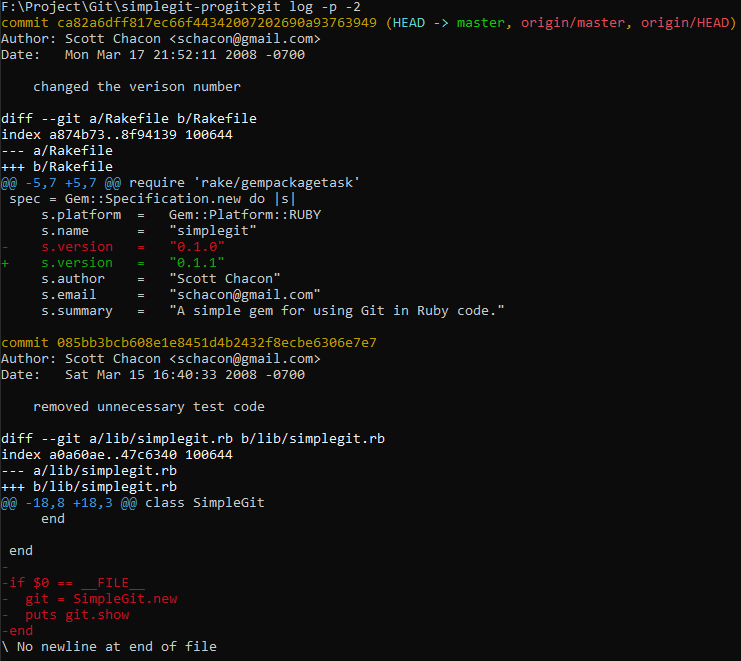 F:\Project\Git\simplegit-progit>git log -p -2
commit ca82a6dff817ec66f44342007202690a93763949 (HEAD -> master, origin/master, origin/HEAD)
Author: Scott Chacon <schacon@gmail.com>
Date:   Mon Mar 17 21:52:11 2008 -0700

    changed the verison number

diff --git a/Rakefile b/Rakefile
index a874b73..8f94139 100644
--- a/Rakefile
+++ b/Rakefile
@@ -5,7 +5,7 @@ require 'rake/gempackagetask'
 spec = Gem::Specification.new do |s|
     s.platform  =   Gem::Platform::RUBY
     s.name      =   "simplegit"
-    s.version   =   "0.1.0"
+    s.version   =   "0.1.1"
     s.author    =   "Scott Chacon"
     s.email     =   "schacon@gmail.com"
     s.summary   =   "A simple gem for using Git in Ruby code."

commit 085bb3bcb608e1e8451d4b2432f8ecbe6306e7e7
Author: Scott Chacon <schacon@gmail.com>
Date:   Sat Mar 15 16:40:33 2008 -0700

    removed unnecessary test code

diff --git a/lib/simplegit.rb b/lib/simplegit.rb
index a0a60ae..47c6340 100644
--- a/lib/simplegit.rb
+++ b/lib/simplegit.rb
@@ -18,8 +18,3 @@ class SimpleGit
     end

 end
-
-if $0 == __FILE__
-  git = SimpleGit.new
-  puts git.show
-end
\ No newline at end of file